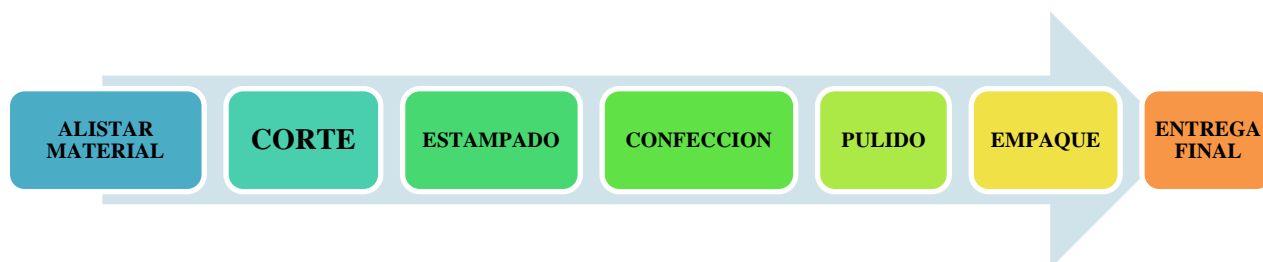 ALISTAR
MATERIAL
CORTE
ESTAMPADO
CONFECCION
PULIDO
EMPAQUE
ENTREGA
FINAL